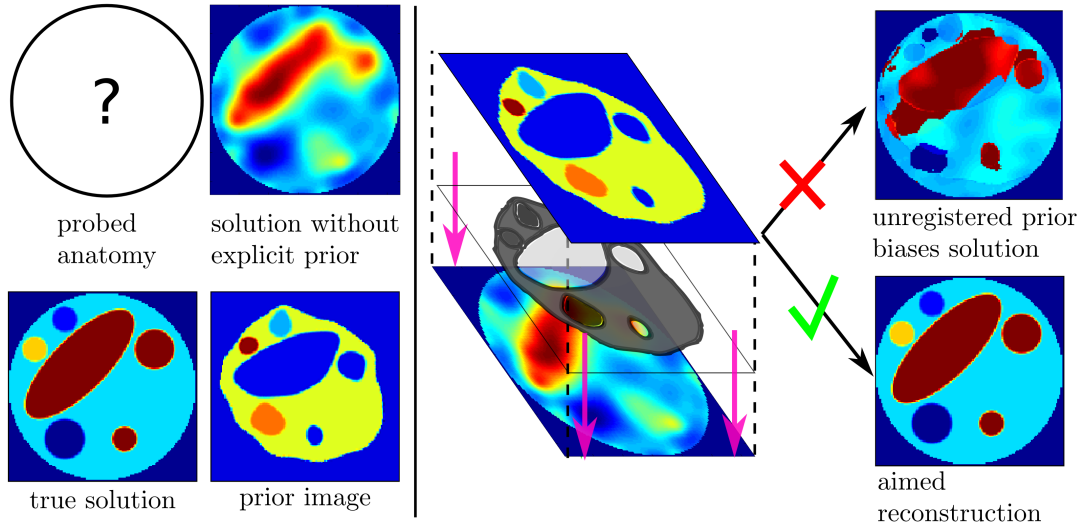 ?
probed
anatomy
solution without
explicit prior
true solution
prior image
unregistered prior
biases solution
aimed
reconstruction